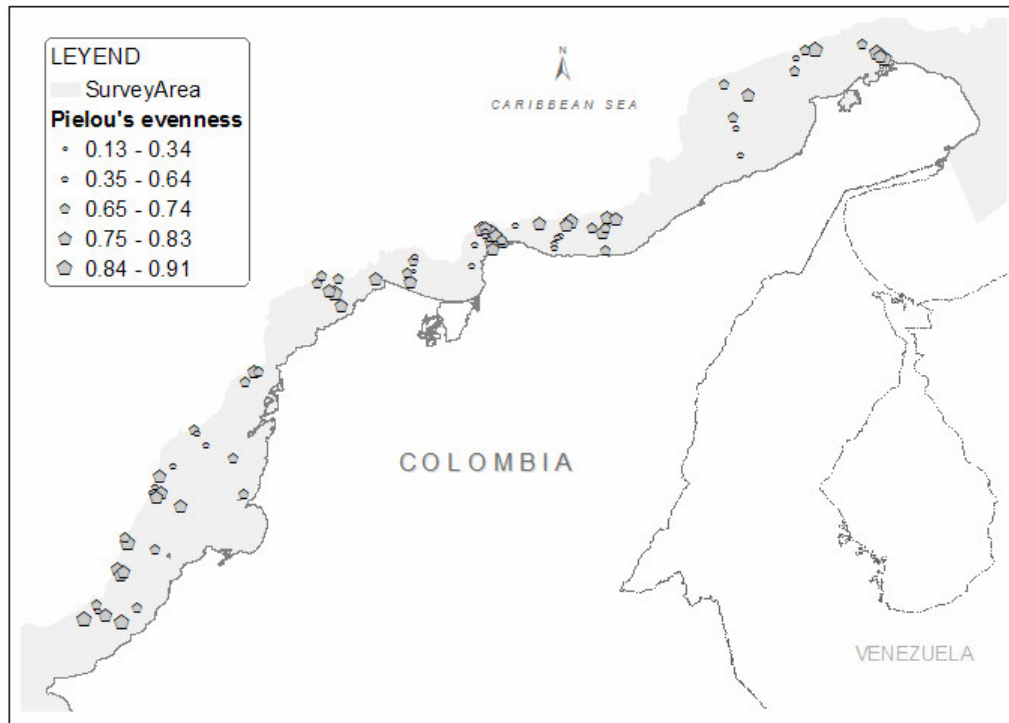 LEYEND
SurveyArea
Pielou's evenness
0.13 - 0.34
0.35 - 0.64
0.65 - 0.74
0.75 - 0.83
0.84 - 0.91
N
CARIBBEAN SEA
COLOMBIA
VENEZUELA